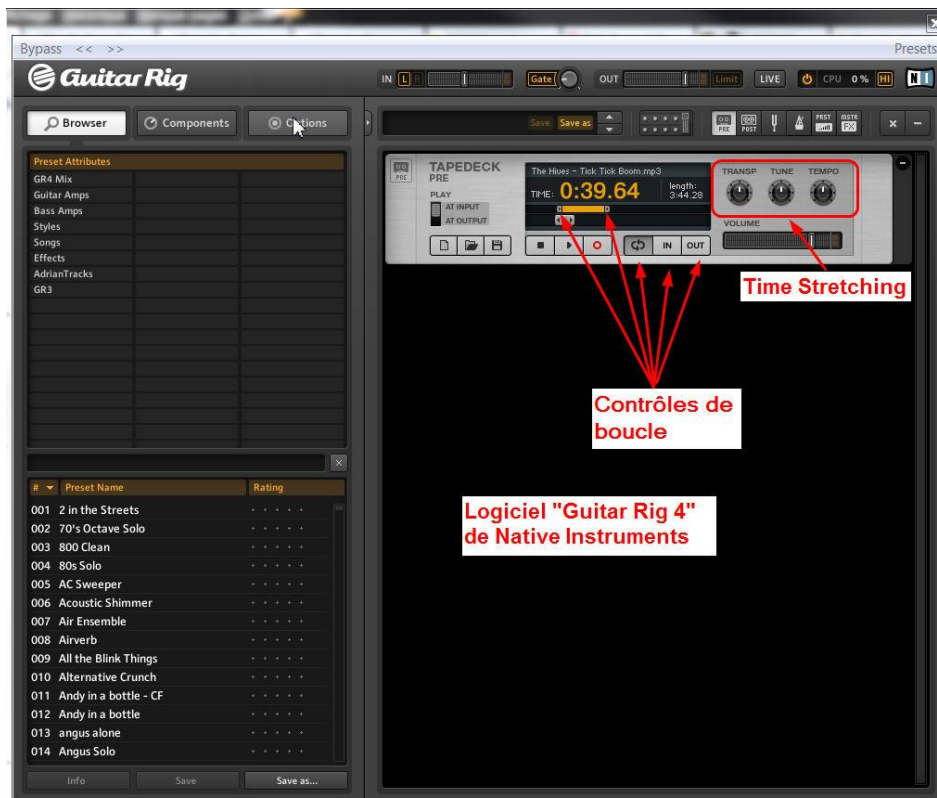 Bypass << >> Presets
Guitar Rig
IN L R Gate OUT Limit LIVE CPU 0 % HI NI
Browser Components Options
Save Save as PRE POST PRST MSTR FX
Preset Attributes
GR4 Mix
Guitar Amps
Bass Amps
Styles
Songs
Effects
AdrianTracks
GR3
PRE
TAPEDECK
PRE
PLAY
AT INPUT
AT OUTPUT
The Hives - Tick Tick Boom.mp3
TIME: 0:39.64 length:
3:44.28
IN OUT
TRANSP TUNE TEMPO
VOLUME
Time Stretching
Contrôles de
boucle
Logiciel "Guitar Rig 4"
de Native Instruments
# Preset Name Rating
001 2 in the Streets
002 70's Octave Solo
003 800 Clean
004 80s Solo
005 AC Sweeper
006 Acoustic Shimmer
007 Air Ensemble
008 Airverb
009 All the Blink Things
010 Alternative Crunch
011 Andy in a bottle - CF
012 Andy in a bottle
013 angus alone
014 Angus Solo
Info Save Save as...